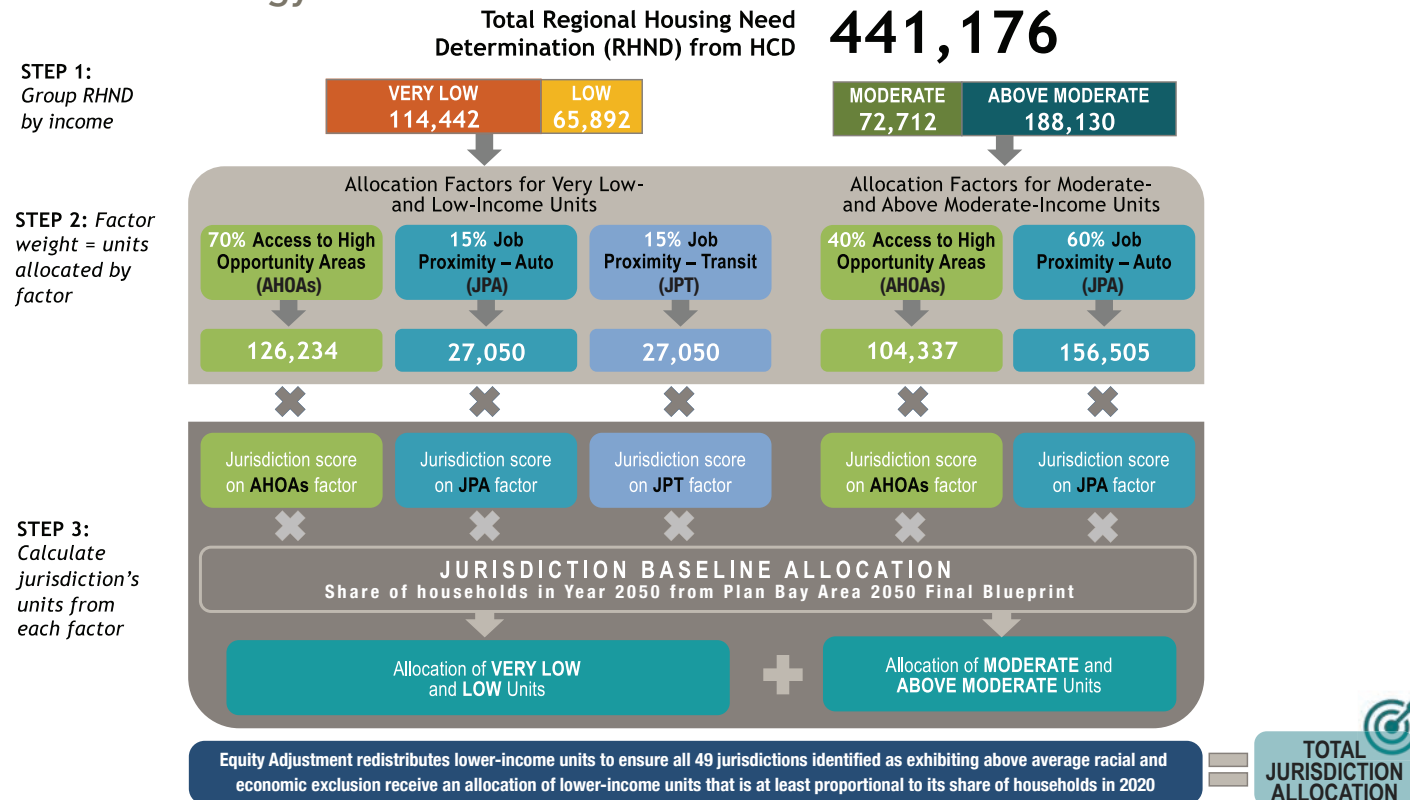 gy
Total Regional Housing Need
Determination (RHND) from HCD
441,176
STEP 1:
Group RHND
by income
VERY LOW
114,442
LOW
65,892
MODERATE
72,712
ABOVE MODERATE
188,130
STEP 2: Factor
weight = units
allocated by
factor
Allocation Factors for Very Low-
and Low-Income Units
Allocation Factors for Moderate-
and Above Moderate-Income Units
70% Access to High
Opportunity Areas
(AHOAs)
15% Job
Proximity – Auto
(JPA)
15% Job
Proximity – Transit
(JPT)
40% Access to High
Opportunity Areas
(AHOAs)
60% Job
Proximity – Auto
(JPA)
126,234
27,050
27,050
104,337
156,505
STEP 3:
Calculate
jurisdiction's
units from
each factor
Jurisdiction score
on AHOAs factor
Jurisdiction score
on JPA factor
Jurisdiction score
on JPT factor
Jurisdiction score
on AHOAs factor
Jurisdiction score
on JPA factor
JURISDICTION BASELINE ALLOCATION
Share of households in Year 2050 from Plan Bay Area 2050 Final Blueprint
Allocation of VERY LOW
and LOW Units
Allocation of MODERATE and
ABOVE MODERATE Units
Equity Adjustment redistributes lower-income units to ensure all 49 jurisdictions identified as exhibiting above average racial and
economic exclusion receive an allocation of lower-income units that is at least proportional to its share of households in 2020
TOTAL
JURISDICTION
ALLOCATION